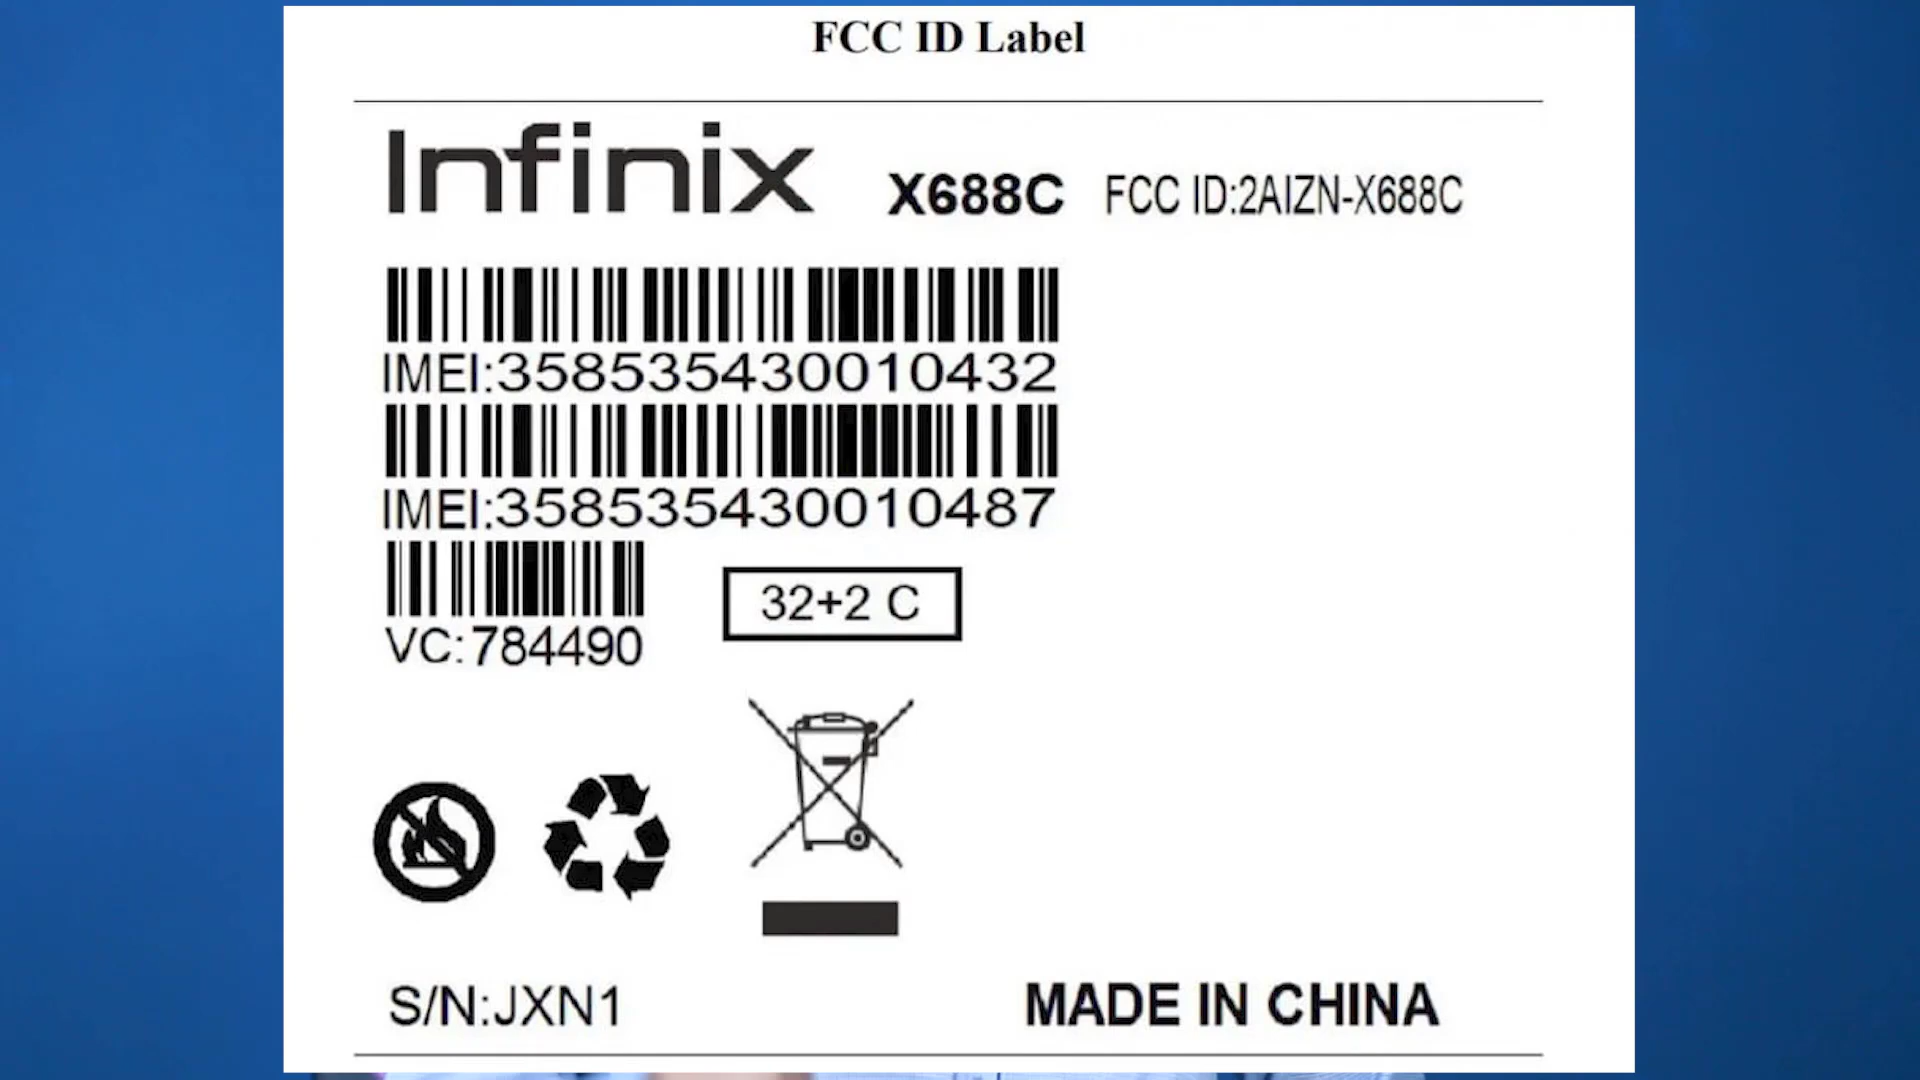 FCC ID Label
Infinix X688C FCC ID:2AIZN-X688C
IMEI:358535430010432
IMEI:358535430010487
VC:784490
32+2 C
S/N:JXN1
MADE IN CHINA